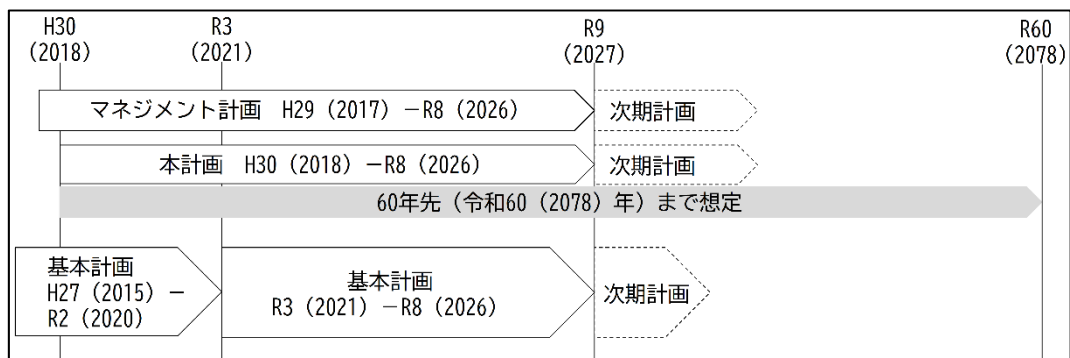 H30
(2018)
R3
(2021)
R9
(2027)
R60
(2078)
マネジメント計画　H29（2017）－R8（2026）
次期計画
本計画　H30（2018）－R8（2026）
次期計画
60年先（令和60（2078）年）まで想定
基本計画
H27（2015）－
R2（2020）
基本計画
R3（2021）－R8（2026）
次期計画